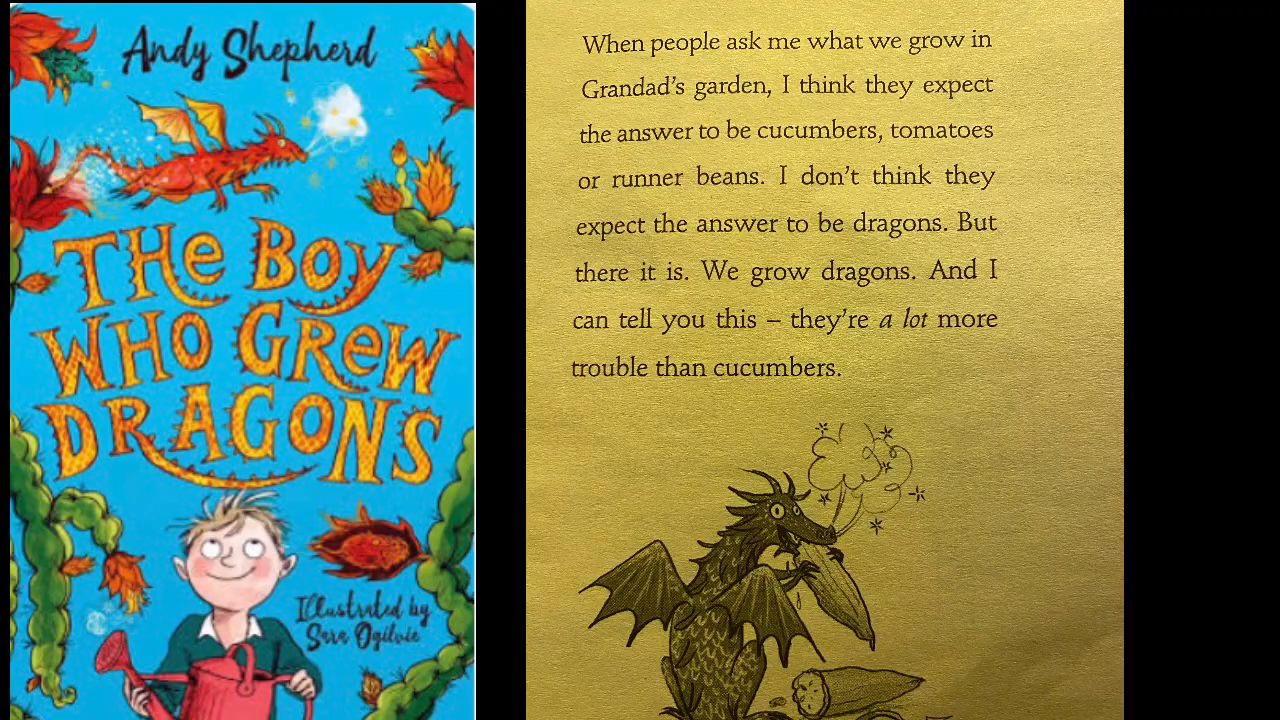 Andy Shepherd
THE BOY
WHO GREW
DRAGONS
Illustrated by
Sara Ogilvie
When people ask me what we grow in
Grandad’s garden, I think they expect
the answer to be cucumbers, tomatoes
or runner beans. I don’t think they
expect the answer to be dragons. But
there it is. We grow dragons. And I
can tell you this – they’re a lot more
trouble than cucumbers.